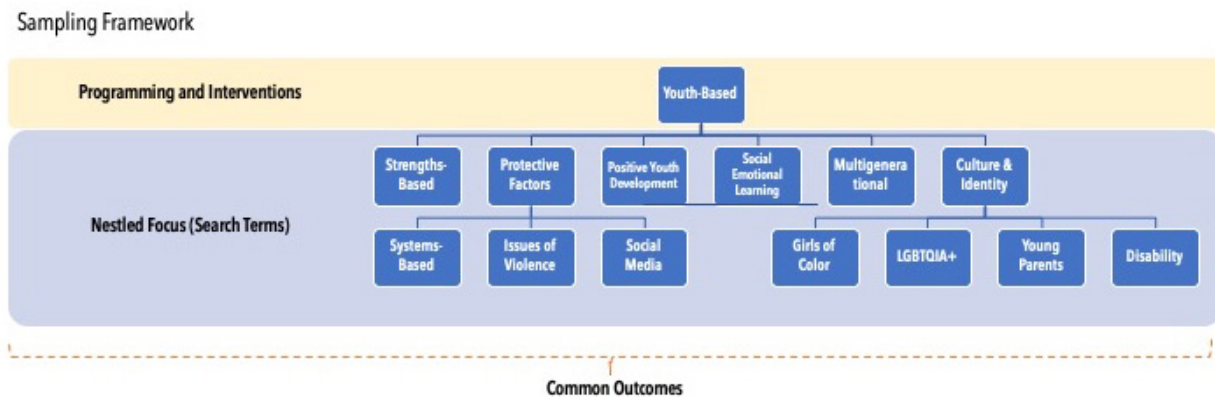 Sampling Framework
Programming and Interventions
Youth-Based
Strengths-
Based
Protective
Factors
Positive Youth
Development
Social
Emotional
Learning
Multigenera
tional
Culture &
Identity
Nestled Focus (Search Terms)
Systems-
Based
Issues of
Violence
Social
Media
Girls of
Color
LGBTQIA+
Young
Parents
Disability
Common Outcomes